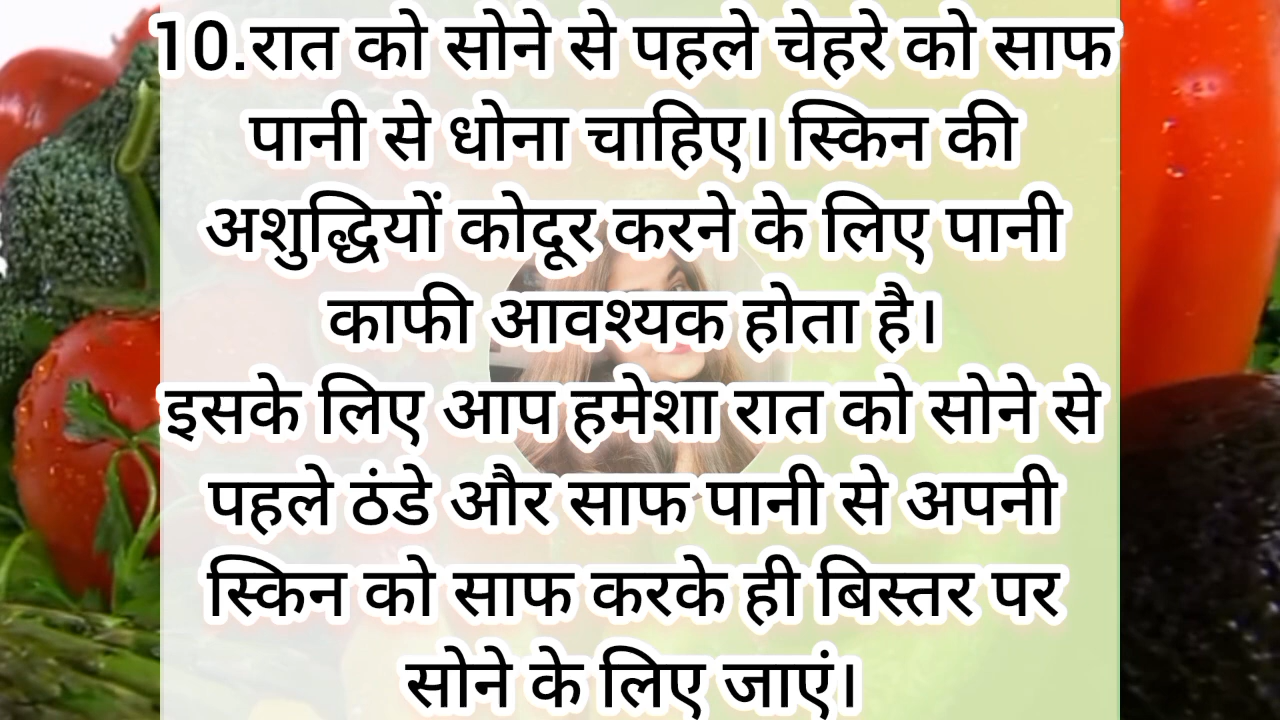 10.रात को सोने से पहले चेहरे को साफ
पानी से धोना चाहिए। स्किन की
अशुद्धियों कोदूर करने के लिए पानी
काफी आवश्यक होता है।
इसके लिए आप हमेशा रात को सोने से
पहले ठंडे और साफ पानी से अपनी
स्किन को साफ करके ही बिस्तर पर
सोने के लिए जाएं।